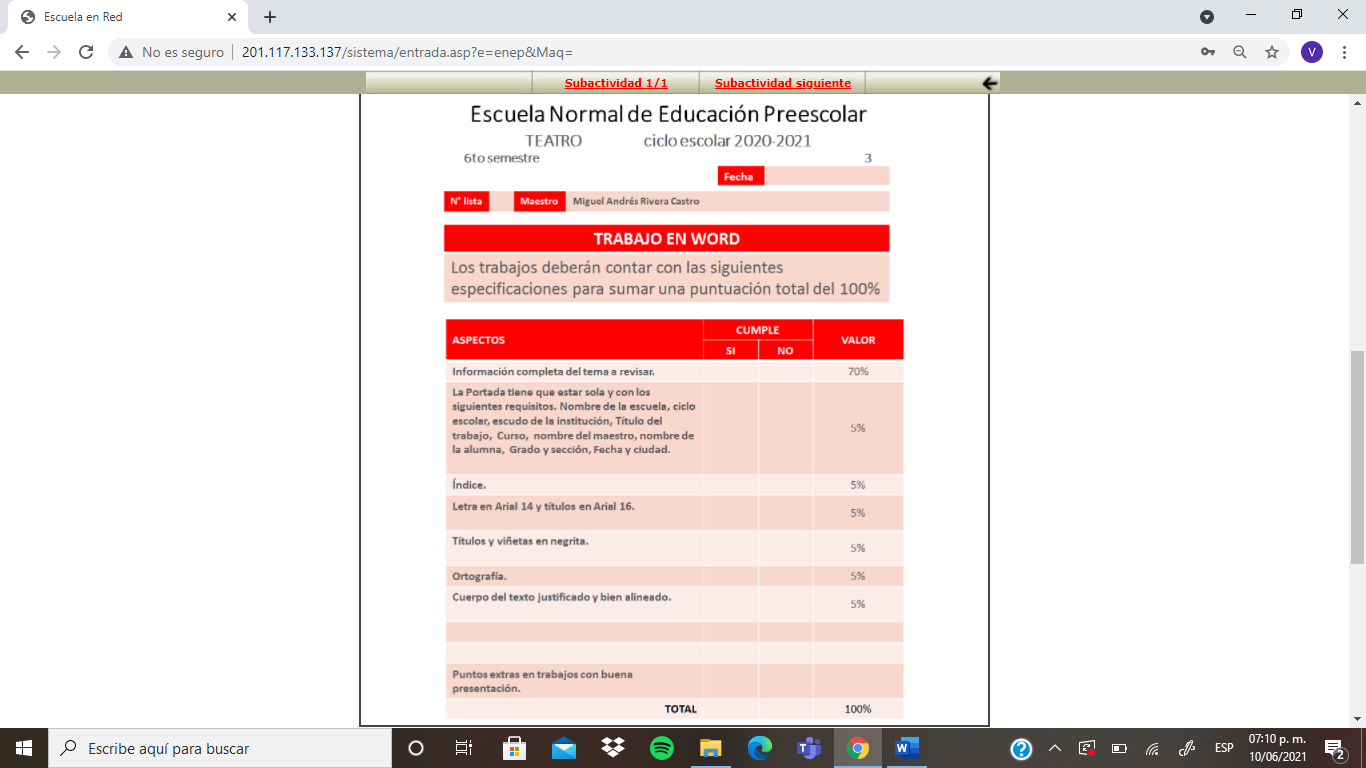 Escuela en Red
No es seguro
201.117.133.137/sistema/entrada.asp?e=enep&Maq=
V
Subactividad 1/1
Subactividad siguiente
Escuela Normal de Educación Preescolar
TEATRO ciclo escolar 2020-2021
6to semestre 3
Fecha
N° lista Maestro Miguel Andrés Rivera Castro
TRABAJO EN WORD
Los trabajos deberán contar con las siguientes
especificaciones para sumar una puntuación total del 100%
ASPECTOS CUMPLE VALOR
SI NO
Información completa del tema a revisar. 70%
La Portada tiene que estar sola y con los
siguientes requisitos. Nombre de la escuela, ciclo
escolar, escudo de la institución, Título del
trabajo, Curso, nombre del maestro, nombre de
la alumna, Grado y sección, Fecha y ciudad.
5%
Índice. 5%
Letra en Arial 14 y títulos en Arial 16. 5%
Títulos y viñetas en negrita. 5%
Ortografía. 5%
Cuerpo del texto justificado y bien alineado. 5%
Puntos extras en trabajos con buena
presentación.
TOTAL 100%
Escribe aquí para buscar
ESP
07:10 p. m.
10/06/2021
2